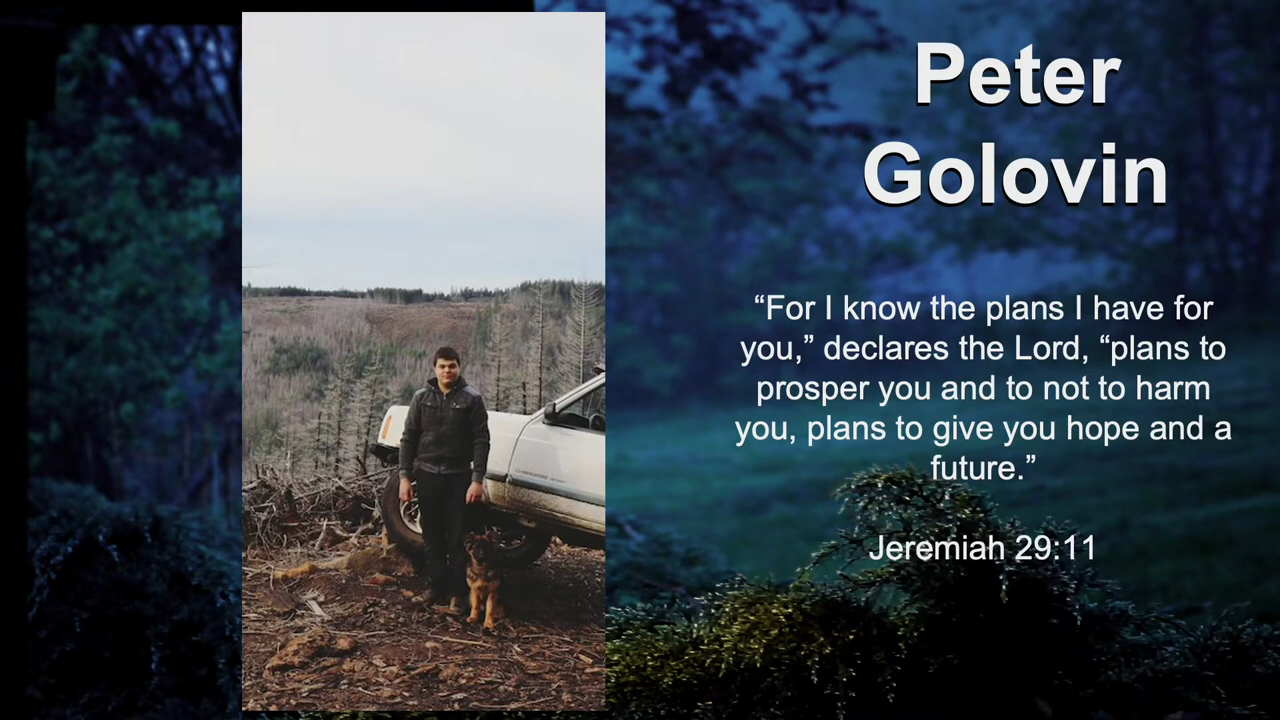 Peter
Golovin
“For I know the plans I have for
you,” declares the Lord, “plans to
prosper you and to not to harm
you, plans to give you hope and a
future.”
Jeremiah 29:11